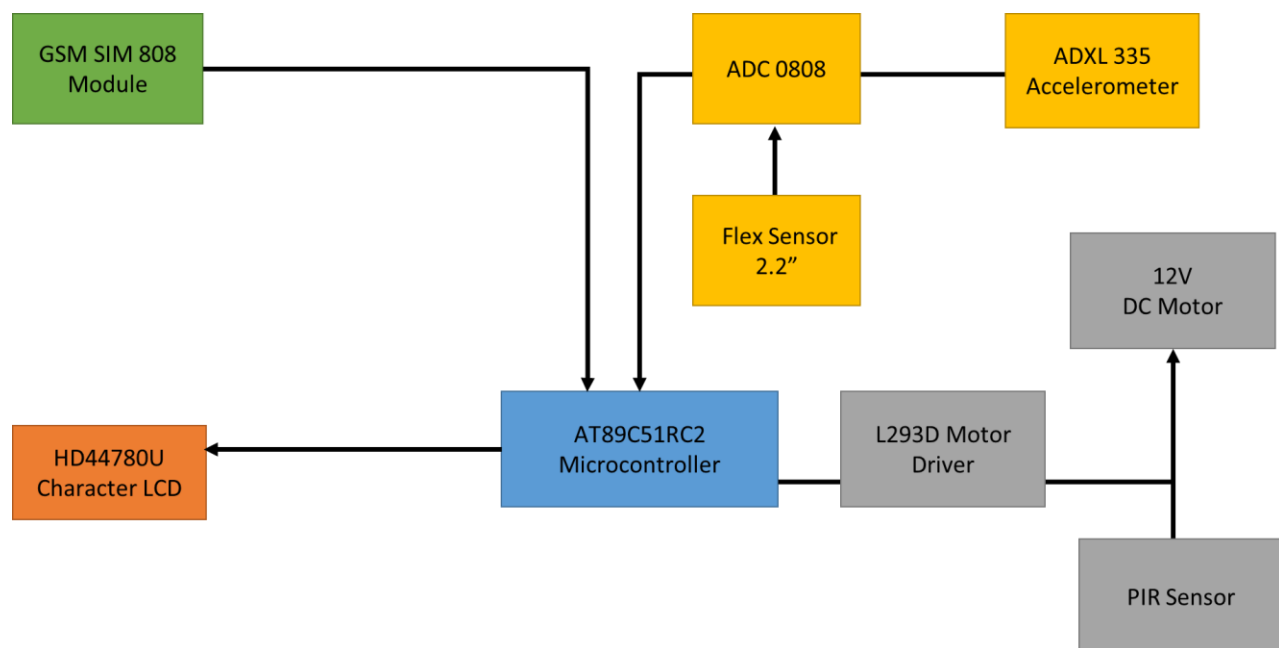 GSM SIM 808
Module
ADC 0808
ADXL 335
Accelerometer
Flex Sensor
2.2”
12V
DC Motor
AT89C51RC2
Microcontroller
L293D Motor
Driver
HD44780U
Character LCD
PIR Sensor